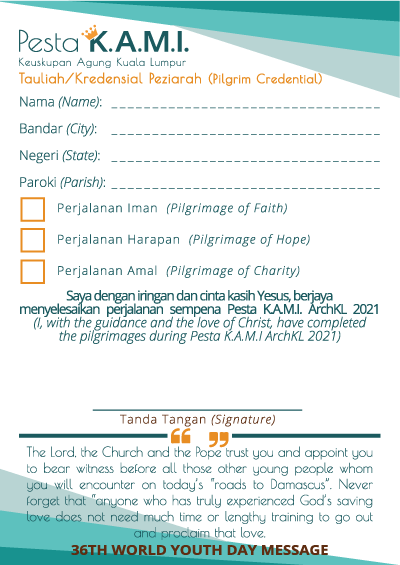 Pesta K.A.M.I.
Keuskupan Agung Kuala Lumpur
Tauliah/Kredensial Peziarah (Pilgrim Credential)
Nama (Name): _ _ _ _ _ _ _ _ _ _ _ _ _ _ _ _ _ _ _ _ _ _ _ _ _ _ _ _ _ _
Bandar (City): _ _ _ _ _ _ _ _ _ _ _ _ _ _ _ _ _ _ _ _ _ _ _ _ _ _ _ _ _ _
Negeri (State): _ _ _ _ _ _ _ _ _ _ _ _ _ _ _ _ _ _ _ _ _ _ _ _ _ _ _ _ _ _
Paroki (Parish): _ _ _ _ _ _ _ _ _ _ _ _ _ _ _ _ _ _ _ _ _ _ _ _ _ _ _ _ _ _
Perjalanan Iman (Pilgrimage of Faith)
Perjalanan Harapan (Pilgrimage of Hope)
Perjalanan Amal (Pilgrimage of Charity)
Saya dengan iringan dan cinta kasih Yesus, berjaya
menyelesaikan perjalanan sempena Pesta K.A.M.I. ArchKL 2021
(I, with the guidance and the love of Christ, have completed
the pilgrimages during Pesta K.A.M.I ArchKL 2021)
Tanda Tangan (Signature)
The Lord, the Church and the Pope trust you and appoint you
to bear witness before all those other young people whom
you will encounter on today's "roads to Damascus". Never
forget that "anyone who has truly experienced God's saving
love does not need much time or lengthy training to go out
and proclaim that love.
36TH WORLD YOUTH DAY MESSAGE